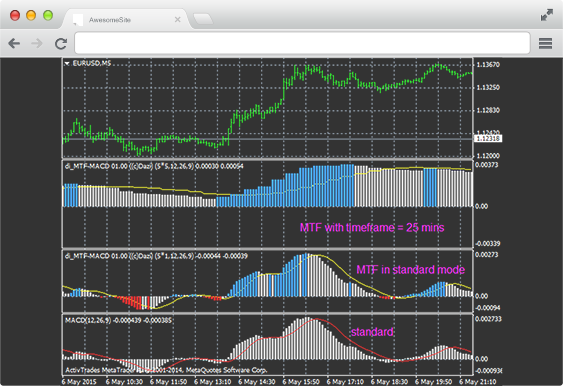 AwesomeSite
EURUSD,M5
1.13670
1.13250
1.12830
1.12430
1.12318
1.12000
di_MTF-MACD 01.00 ((c)Dazi) (5*5,12,26,9) 0.00030 0.00054
0.00373
0.00
MTF with timeframe = 25 mins
-0.00339
di_MTF-MACD 01.00 ((c)Dazi) (5*1,12,26,9) -0.00044 -0.00039
0.00273
MTF in standard mode
0.00
-0.00094
MACD(12,26,9) -0.000439 -0.000385
0.002733
standard
0.00
ActivTrades MetaTrader 2001-2014, MetaQuotes Software Corp.
-0.000936
6 May 2015 6 May 10:30 6 May 11:50 6 May 13:10 6 May 14:30 6 May 15:50 6 May 17:10 6 May 18:30 6 May 19:50 6 May 21:10